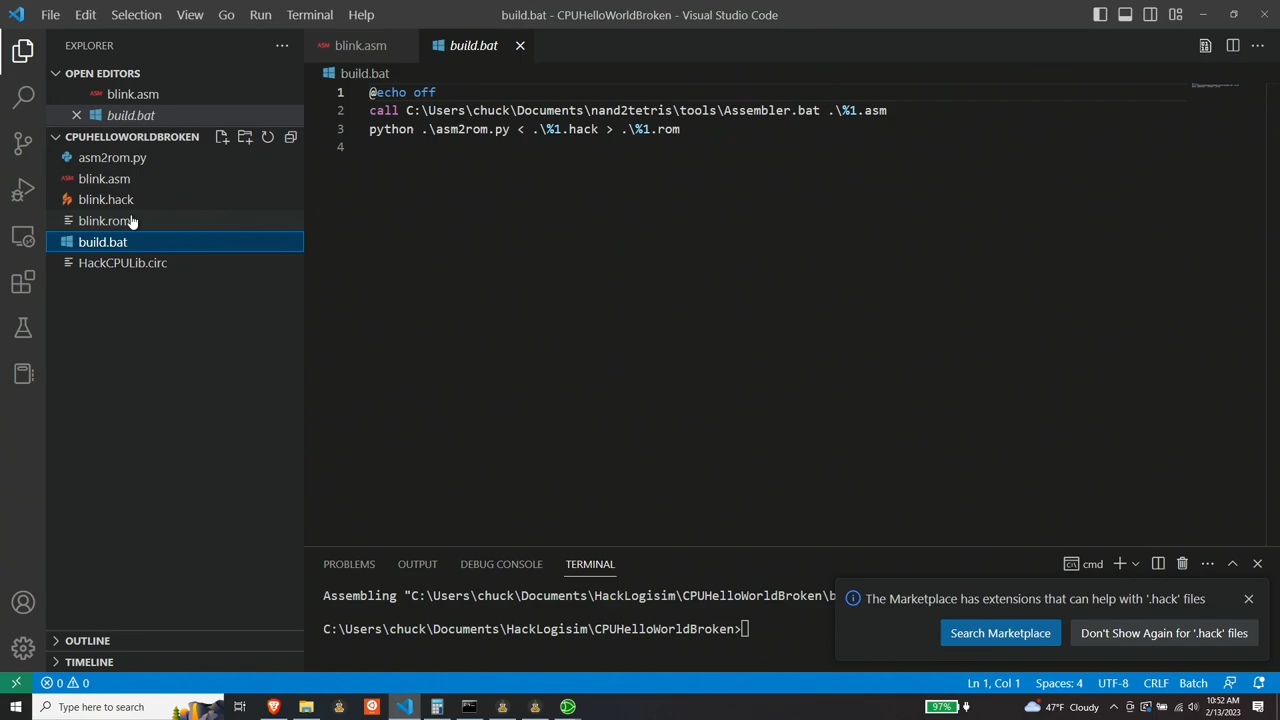 File Edit Selection View Go Run Terminal Help
build.bat - CPUHelloWorldBroken - Visual Studio Code
EXPLORER
OPEN EDITORS
ASM blink.asm
build.bat
CPUHELLOWORLDBROKEN
asm2rom.py
ASM blink.asm
blink.hack
blink.rom
build.bat
HackCPULib.circ
OUTLINE
TIMELINE
ASM blink.asm
build.bat
build.bat
1 @echo off
2 call C:\Users\chuck\Documents\nand2tetris\tools\Assembler.bat .\%1.asm
3 python .\asm2rom.py < .\%1.hack > .\%1.rom
4
PROBLEMS OUTPUT DEBUG CONSOLE TERMINAL
cmd
Assembling "C:\Users\chuck\Documents\HackLogisim\CPUHelloWorldBroken\b
C:\Users\chuck\Documents\HackLogisim\CPUHelloWorldBroken>
The Marketplace has extensions that can help with '.hack' files
Search Marketplace
Don't Show Again for '.hack' files
0 0
Ln 1, Col 1 Spaces: 4 UTF-8 CRLF Batch
Type here to search
97%
47°F Cloudy
10:52 AM
2/13/2023